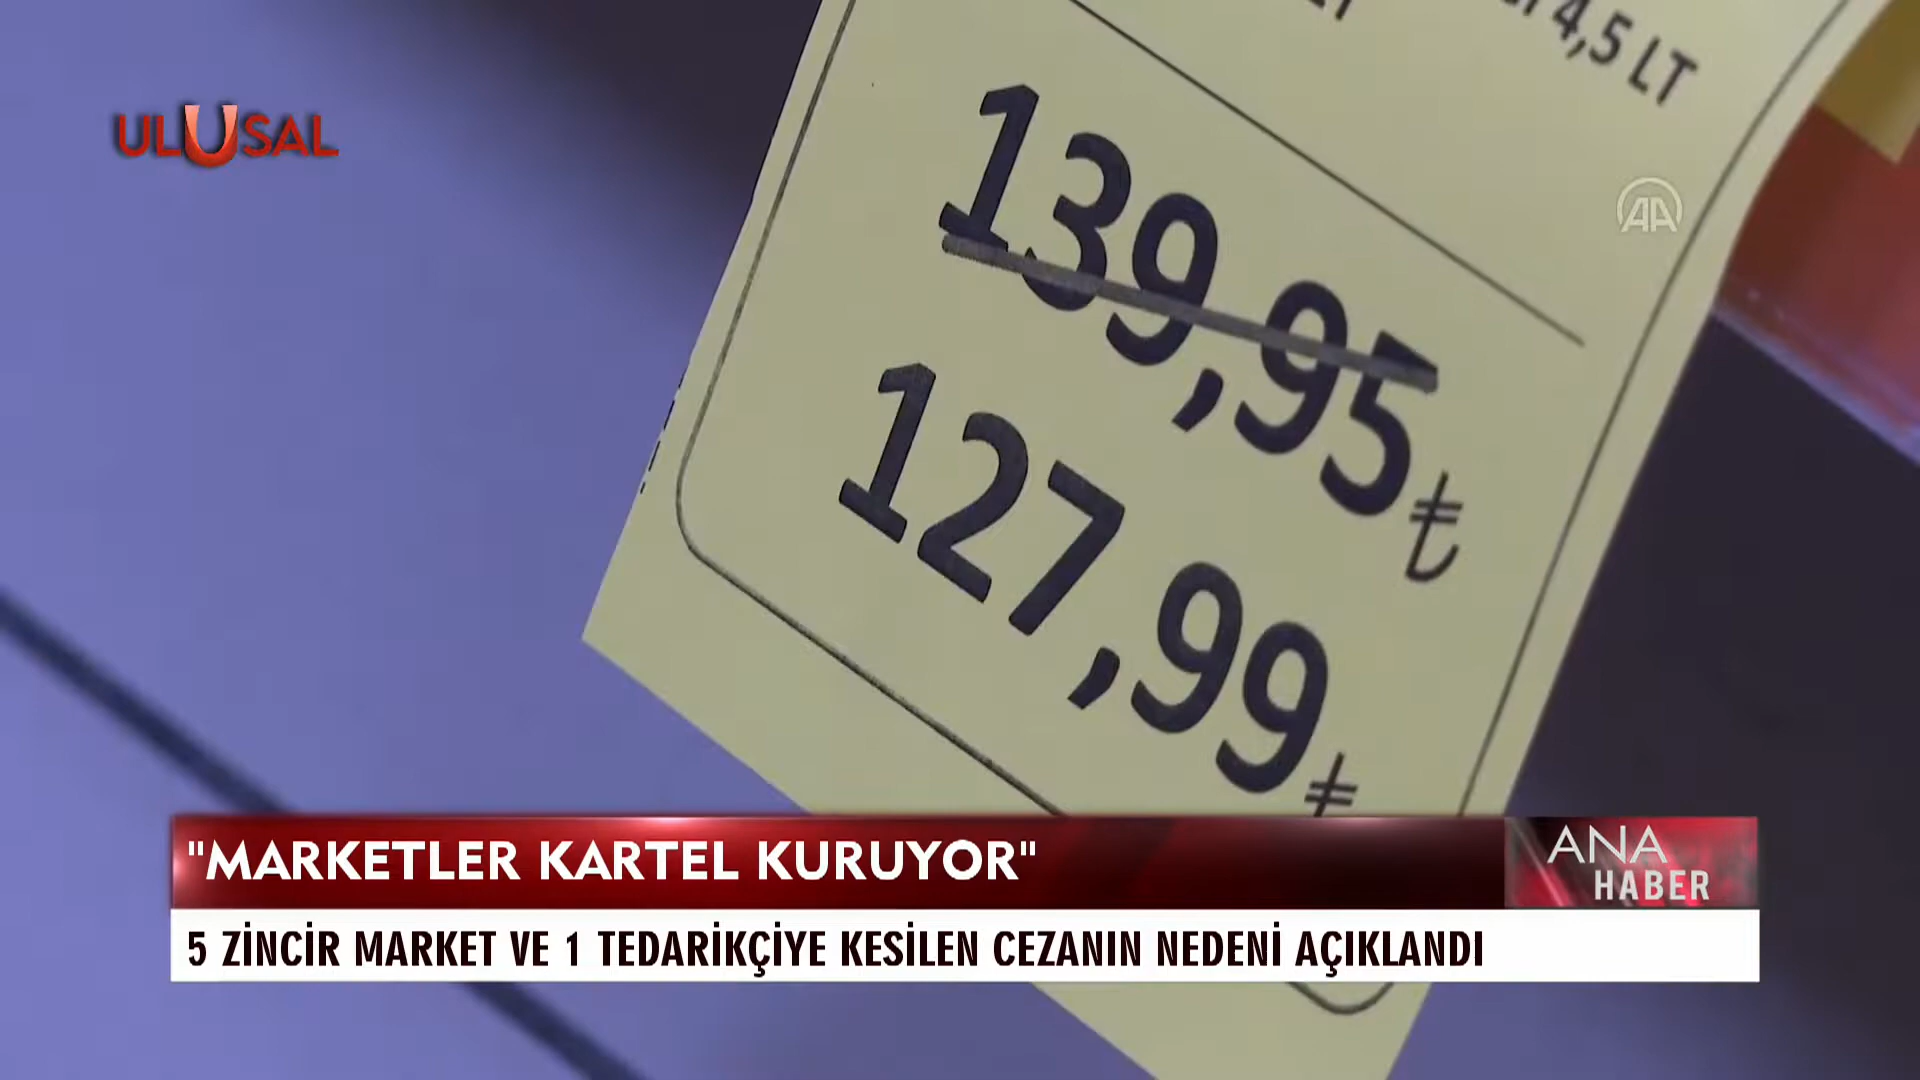 4,5 LT
ULUSAL
AA
139,95₺
127,99₺
"MARKETLER KARTEL KURUYOR"
ANA
HABER
5 ZİNCİR MARKET VE 1 TEDARİKÇİYE KESİLEN CEZANIN NEDENİ AÇIKLANDI